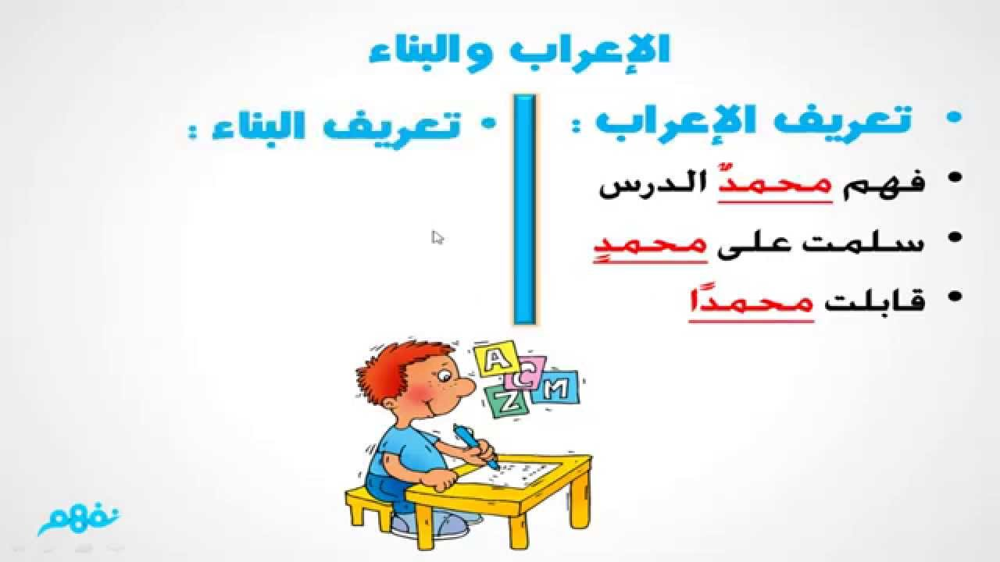 الإعراب والبناء
• تعريف الإعراب :
• فهم محمدٌ الدرس
• سلمت على محمدٍ
• قابلت محمدًا
• تعريف البناء :
A
C
Z
M
نفهم